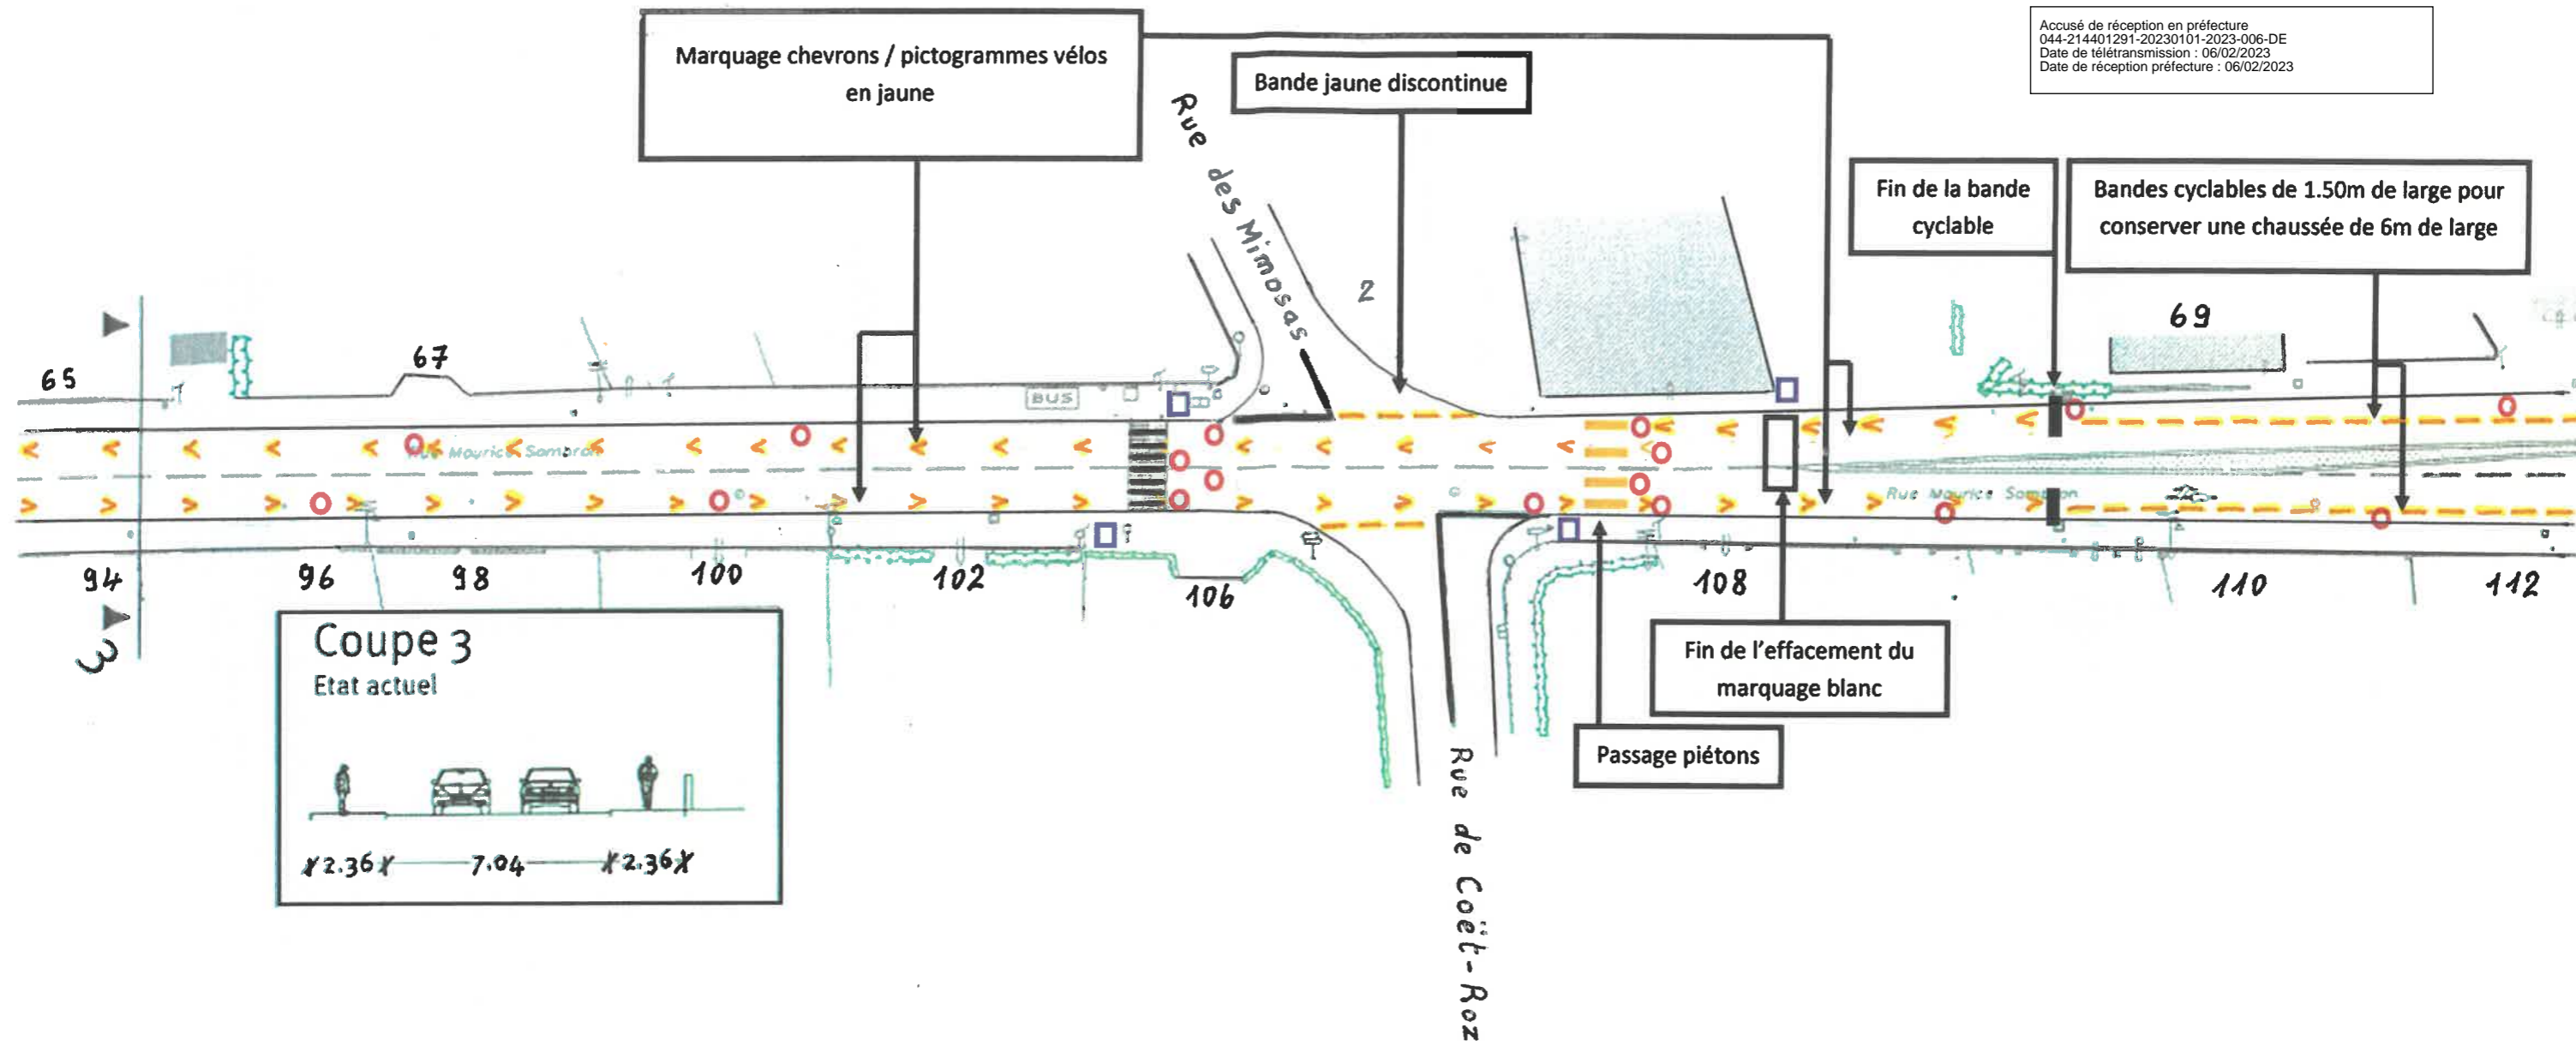 Accusé de réception en préfecture
044-214401291-20230101-2023-006-DE
Date de télétransmission : 06/02/2023
Date de réception préfecture : 06/02/2023
Marquage chevrons / pictogrammes vélos
en jaune
Bande jaune discontinue
Rue des Mimosas
2
Fin de la bande
cyclable
Bandes cyclables de 1.50m de large pour
conserver une chaussée de 6m de large
69
65
67
BUS
Rue Maurice Sambron
Rue Maurice Sambron
94
96
98
100
102
106
108
110
112
3
Coupe 3
Etat actuel
2.36
7.04
2.36
Fin de l'effacement du
marquage blanc
Passage piétons
Rue de Coët-Roz